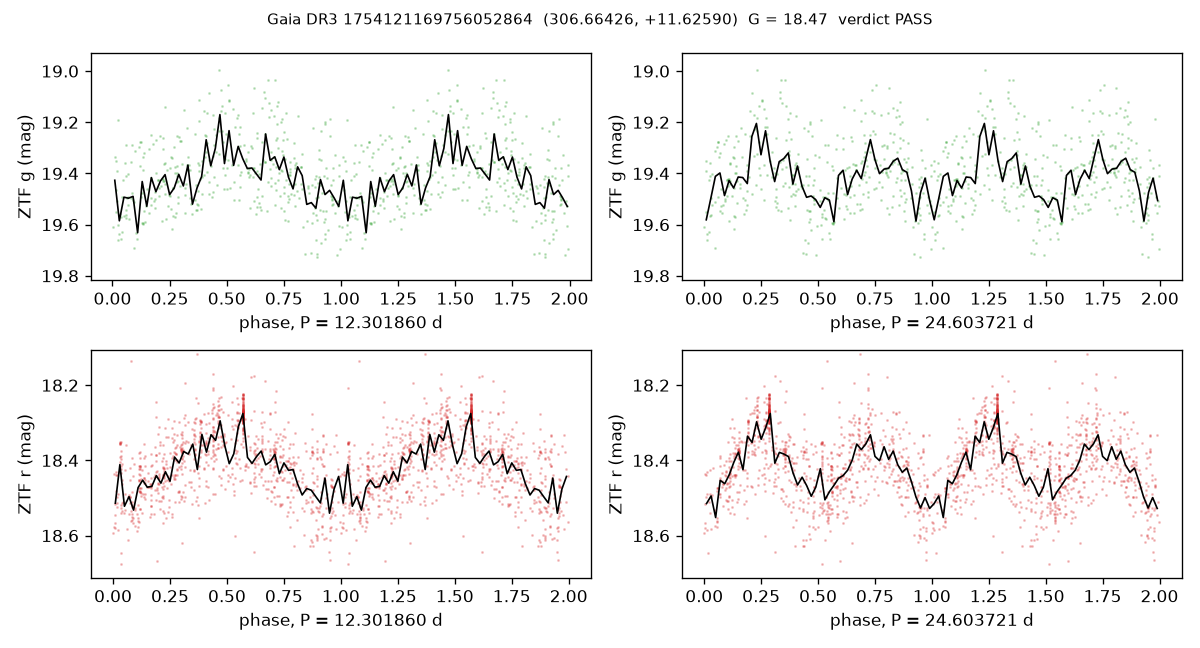 Gaia DR3 1754121169756052864 (306.66426, +11.62590) G = 18.47 verdict PASS
ZTF g (mag)
19.0
19.2
19.4
19.6
19.8
0.00 0.25 0.50 0.75 1.00 1.25 1.50 1.75 2.00
phase, P = 12.301860 d
ZTF g (mag)
19.0
19.2
19.4
19.6
19.8
0.00 0.25 0.50 0.75 1.00 1.25 1.50 1.75 2.00
phase, P = 24.603721 d
ZTF r (mag)
18.2
18.4
18.6
0.00 0.25 0.50 0.75 1.00 1.25 1.50 1.75 2.00
phase, P = 12.301860 d
ZTF r (mag)
18.2
18.4
18.6
0.00 0.25 0.50 0.75 1.00 1.25 1.50 1.75 2.00
phase, P = 24.603721 d